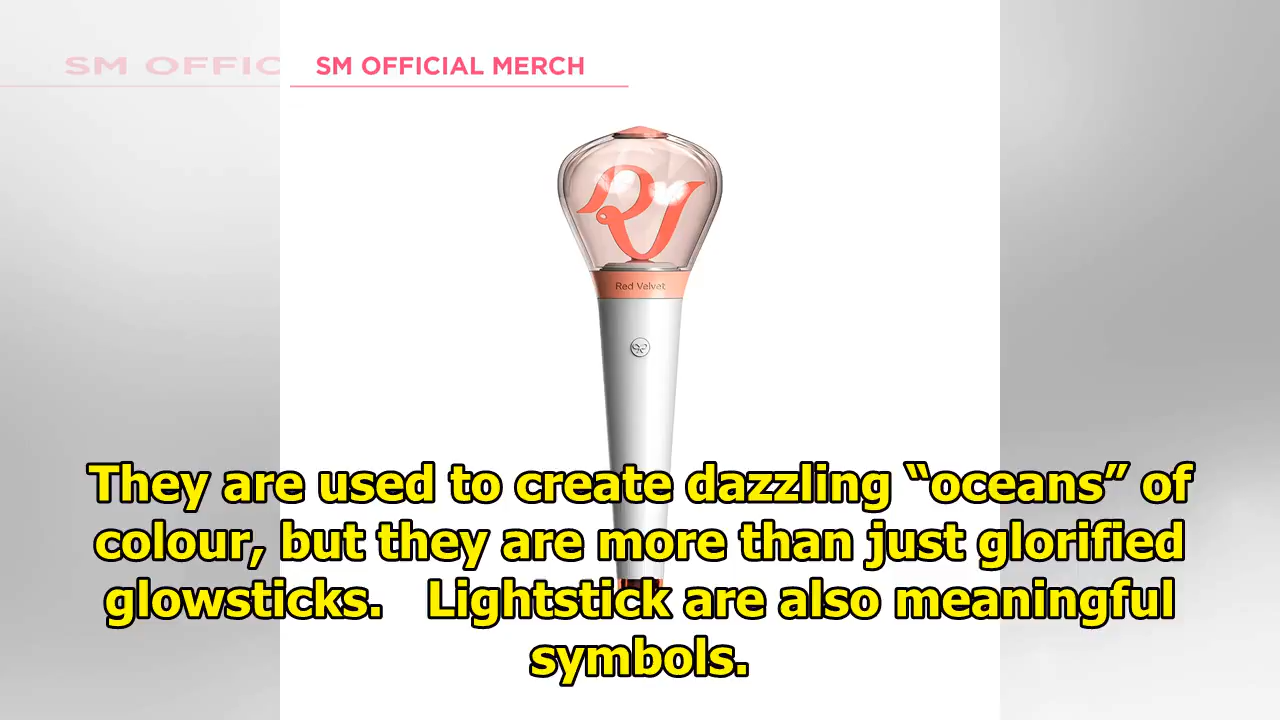 SM OFFIC
SM OFFICIAL MERCH
RV
Red Velvet
They are used to create dazzling “oceans” of
colour, but they are more than just glorified
glowsticks.   Lightstick are also meaningful
symbols.